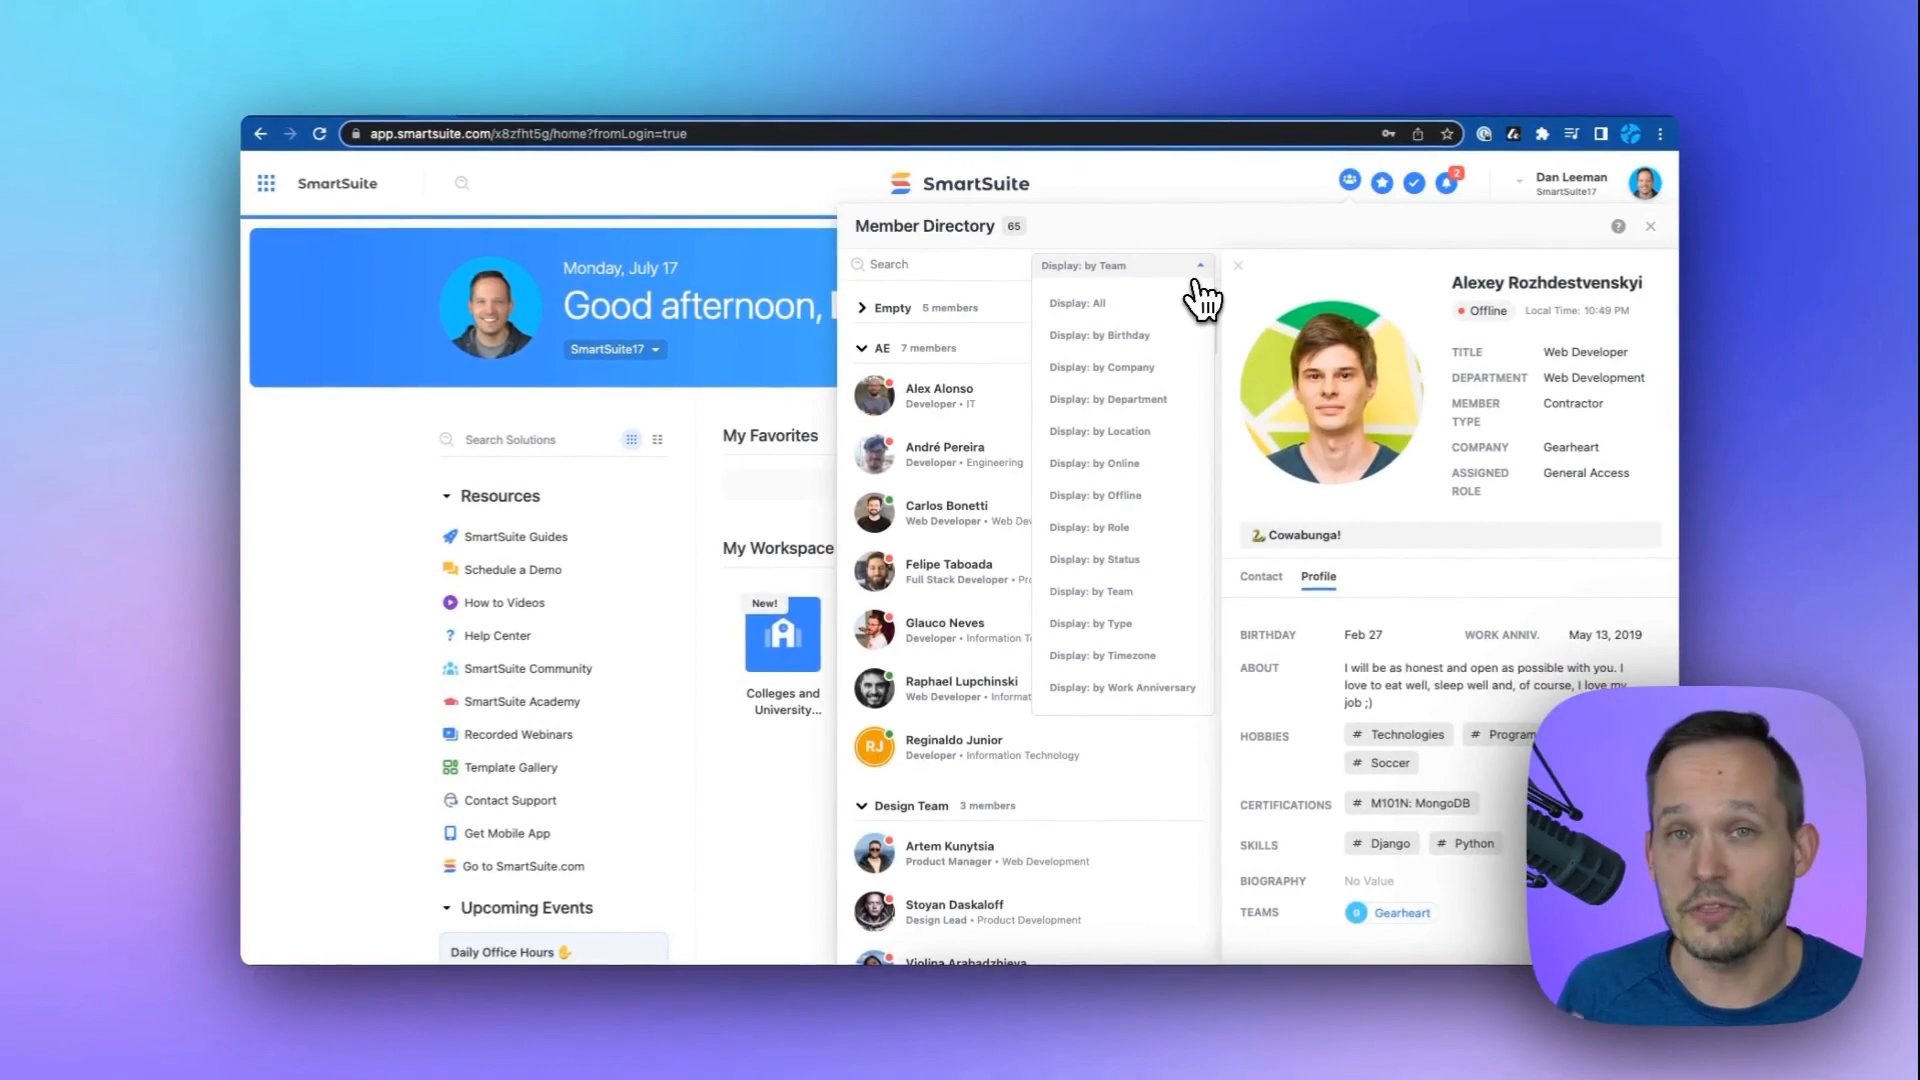 app.smartsuite.com/x8zfht5g/home?fromLogin=true
SmartSuite
SmartSuite
2
Dan Leeman
SmartSuite17
Monday, July 17
Good afternoon,
SmartSuite17
Search Solutions
Resources
SmartSuite Guides
Schedule a Demo
How to Videos
Help Center
SmartSuite Community
SmartSuite Academy
Recorded Webinars
Template Gallery
Contact Support
Get Mobile App
Go to SmartSuite.com
Upcoming Events
Daily Office Hours
My Favorites
My Workspace
New!
Colleges and
University...
Member Directory 65
Search
Empty 5 members
AE 7 members
Alex Alonso
Developer • IT
André Pereira
Developer • Engineering
Carlos Bonetti
Web Developer • Web Dev
Felipe Taboada
Full Stack Developer • Pro
Glauco Neves
Developer • Information T
Raphael Lupchinski
Web Developer • Informat
RJ
Reginaldo Junior
Developer • Information Technology
Design Team 3 members
Artem Kunytsia
Product Manager • Web Development
Stoyan Daskaloff
Design Lead • Product Development
Violina Arabadzhieva
Display: by Team
Display: All
Display: by Birthday
Display: by Company
Display: by Department
Display: by Location
Display: by Online
Display: by Offline
Display: by Role
Display: by Status
Display: by Team
Display: by Type
Display: by Timezone
Display: by Work Anniversary
Alexey Rozhdestvenskyi
Offline Local Time: 10:49 PM
TITLE Web Developer
DEPARTMENT Web Development
MEMBER Contractor
TYPE
COMPANY Gearheart
ASSIGNED General Access
ROLE
Cowabunga!
Contact Profile
BIRTHDAY Feb 27 WORK ANNIV. May 13, 2019
ABOUT I will be as honest and open as possible with you. I
love to eat well, sleep well and, of course, I love my
job ;)
HOBBIES # Technologies # Program
# Soccer
CERTIFICATIONS # M101N: MongoDB
SKILLS # Django # Python
BIOGRAPHY No Value
TEAMS G Gearheart